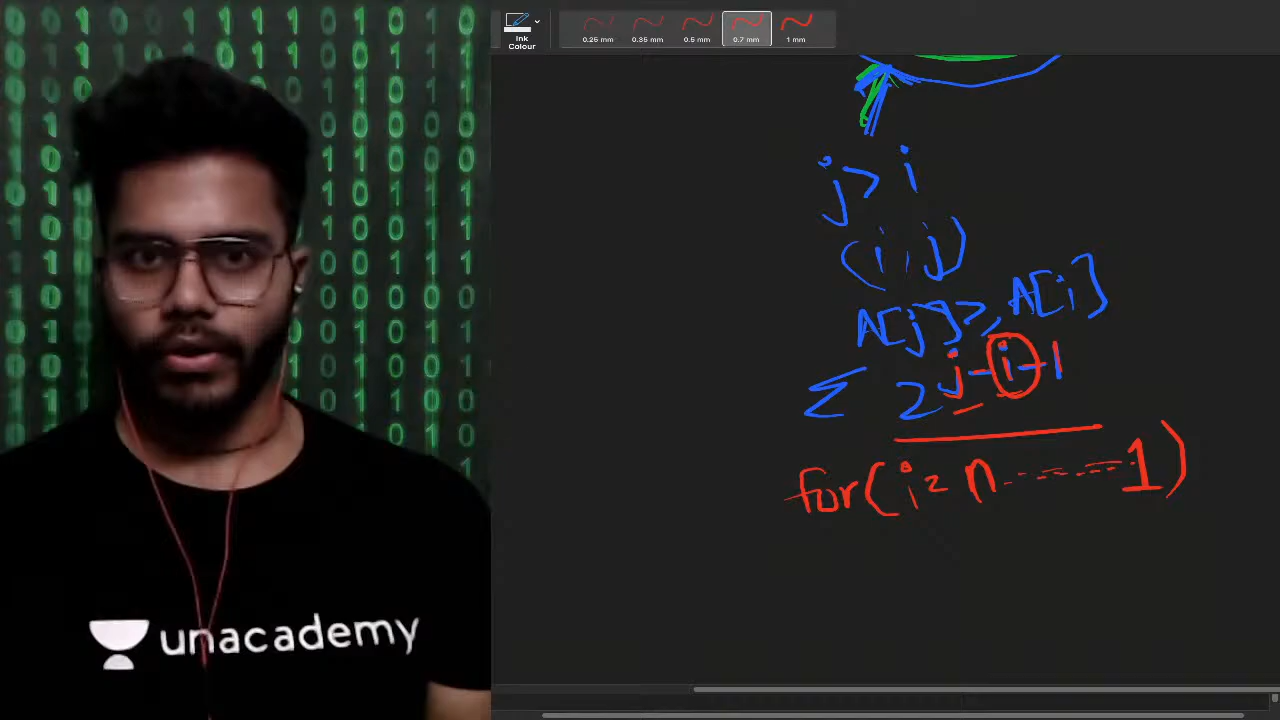 Ink
Colour
0.25 mm
0.35 mm
0.5 mm
0.7 mm
1 mm
j > i
(i, j)
A[j] >, A[i]
Σ 2^j-i-1
for( i= n ------- 1)
unacademy